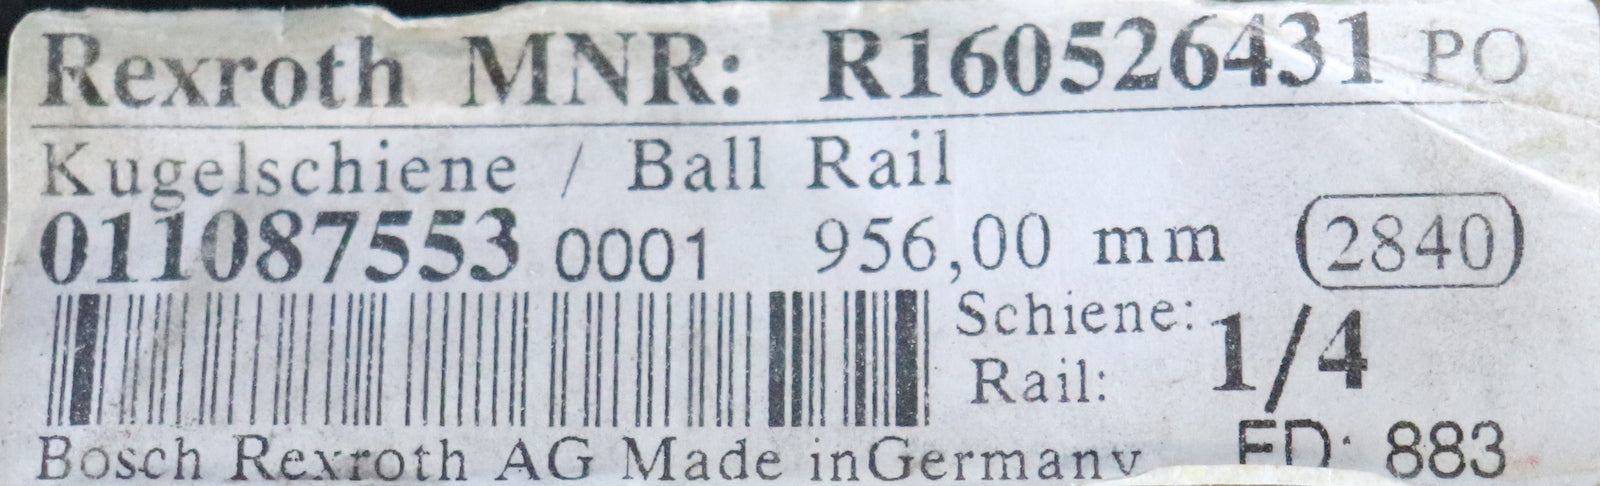 Rexroth MNR: R160526431 PO
Kugelschiene / Ball Rail
011087553 0001 956,00 mm (2840)
Schiene: 1/4
Rail:
Bosch Rexroth AG Made inGermany FD: 883